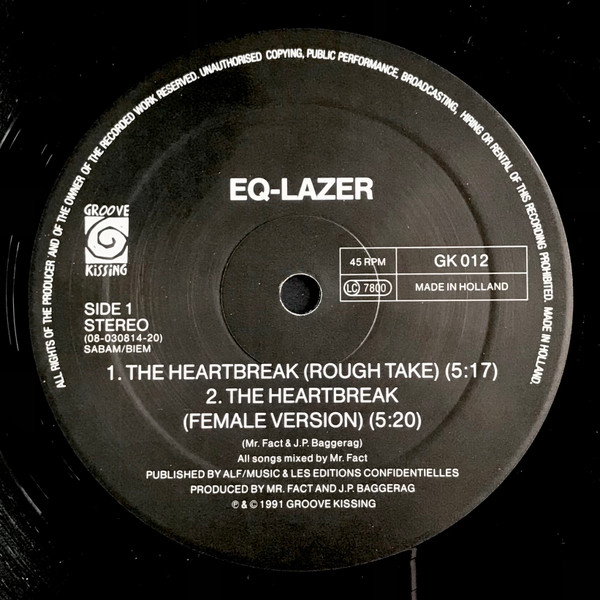 ALL RIGHTS OF THE PRODUCER AND OF THE OWNER OF THE RECORDED WORK RESERVED. UNAUTHORISED COPYING, PUBLIC PERFORMANCE, BROADCASTING, HIRING OR RENTAL OF THIS RECORDING PROHIBITED. MADE IN HOLLAND.
EQ-LAZER
GROOVE
KISSING
45 RPM
GK 012
LC 7800
MADE IN HOLLAND
SIDE 1
STEREO
(08-030814-20)
SABAM/BIEM
1. THE HEARTBREAK (ROUGH TAKE) (5:17)
2. THE HEARTBREAK
(FEMALE VERSION) (5:20)
(Mr. Fact & J.P. Baggerag)
All songs mixed by Mr. Fact
PUBLISHED BY ALF/MUSIC & LES EDITIONS CONFIDENTIELLES
PRODUCED BY MR. FACT AND J.P. BAGGERAG
℗ & © 1991 GROOVE KISSING